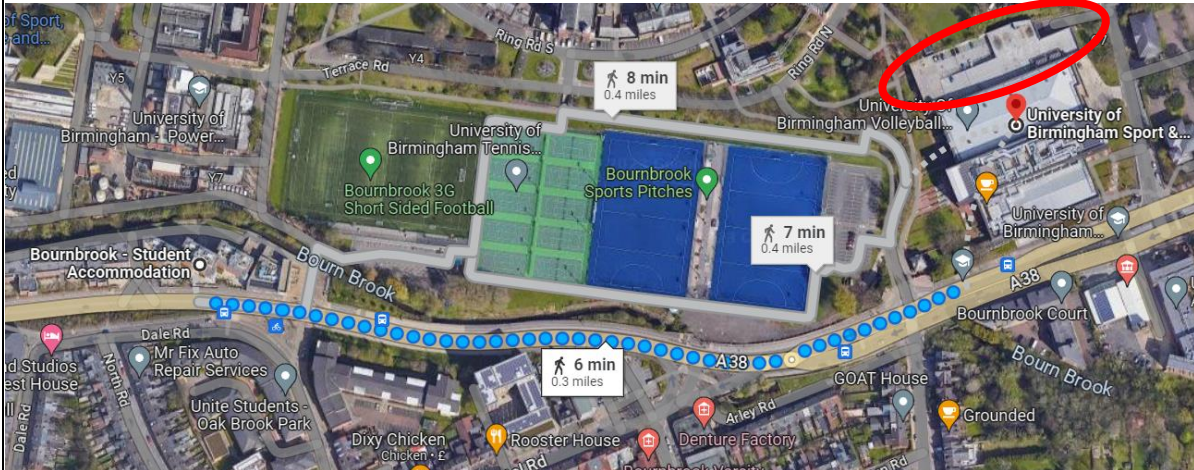 of Sport,
and...
Ring Rd S
Terrace Rd
Y4
Ring Rd N
Y5
8 min
0.4 miles
University of
Birmingham - Power...
University of
Birmingham Tennis...
University Of
Birmingham Volleyball...
University of
Birmingham Sport &...
Y7
Bournbrook 3G
Short Sided Football
Bournbrook
Sports Pitches
7 min
0.4 miles
University of
Birmingham...
Bournbrook - Student
Accommodation
Bourn Brook
A38
Bournbrook Court
Dale Rd
North Rd
Mr Fix Auto
Repair Services
6 min
0.3 miles
A38
Bourn Brook
d Studios
est House
Unite Students -
Oak Brook Park
GOAT House
Dale Rd
Arley Rd
Grounded
Dixy Chicken
Chicken · £
Rooster House
Denture Factory